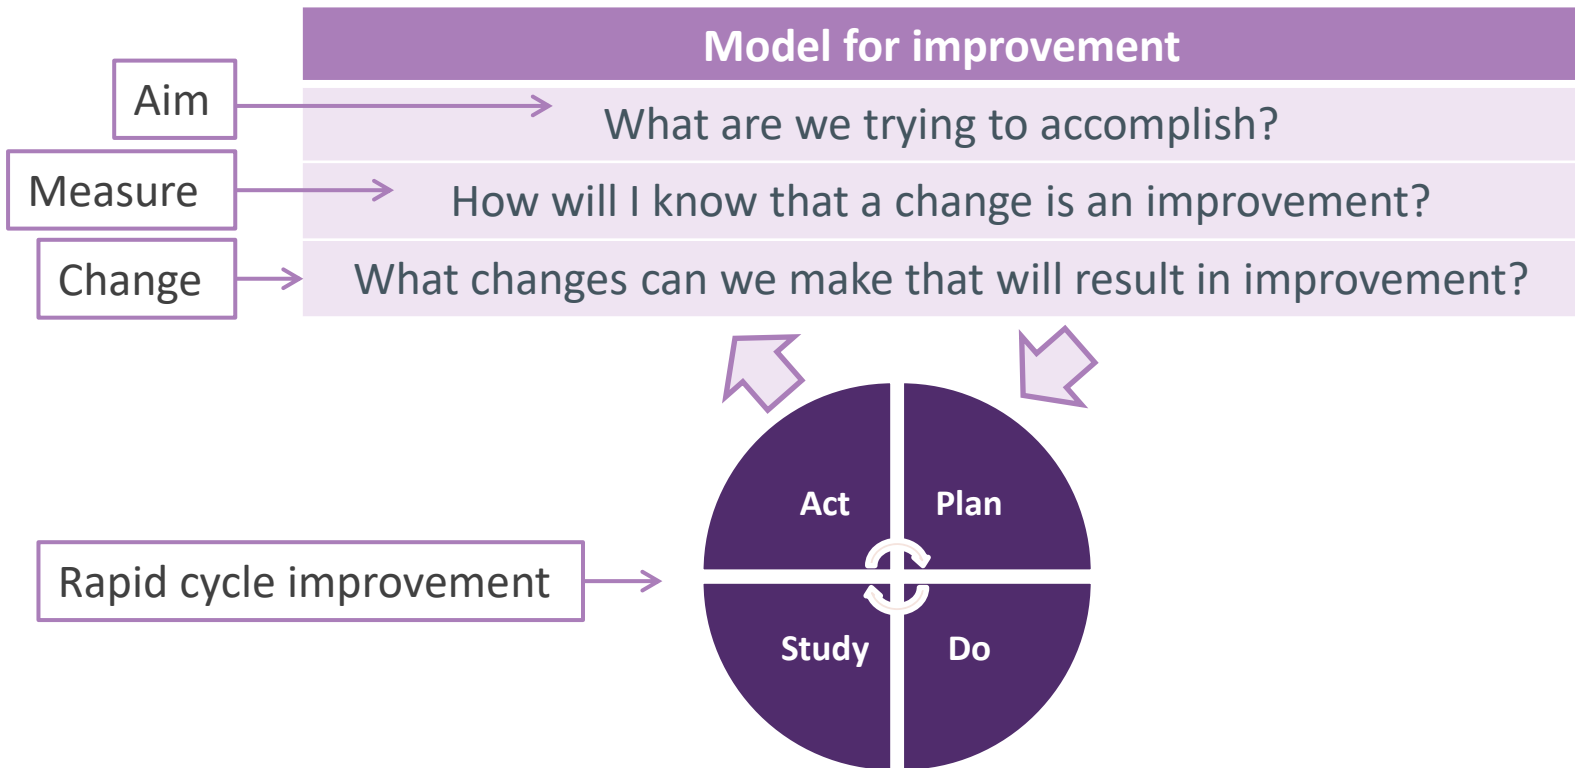 Model for improvement
Aim
What are we trying to accomplish?
Measure
How will I know that a change is an improvement?
Change
What changes can we make that will result in improvement?
Act
Plan
Rapid cycle improvement
Study
Do